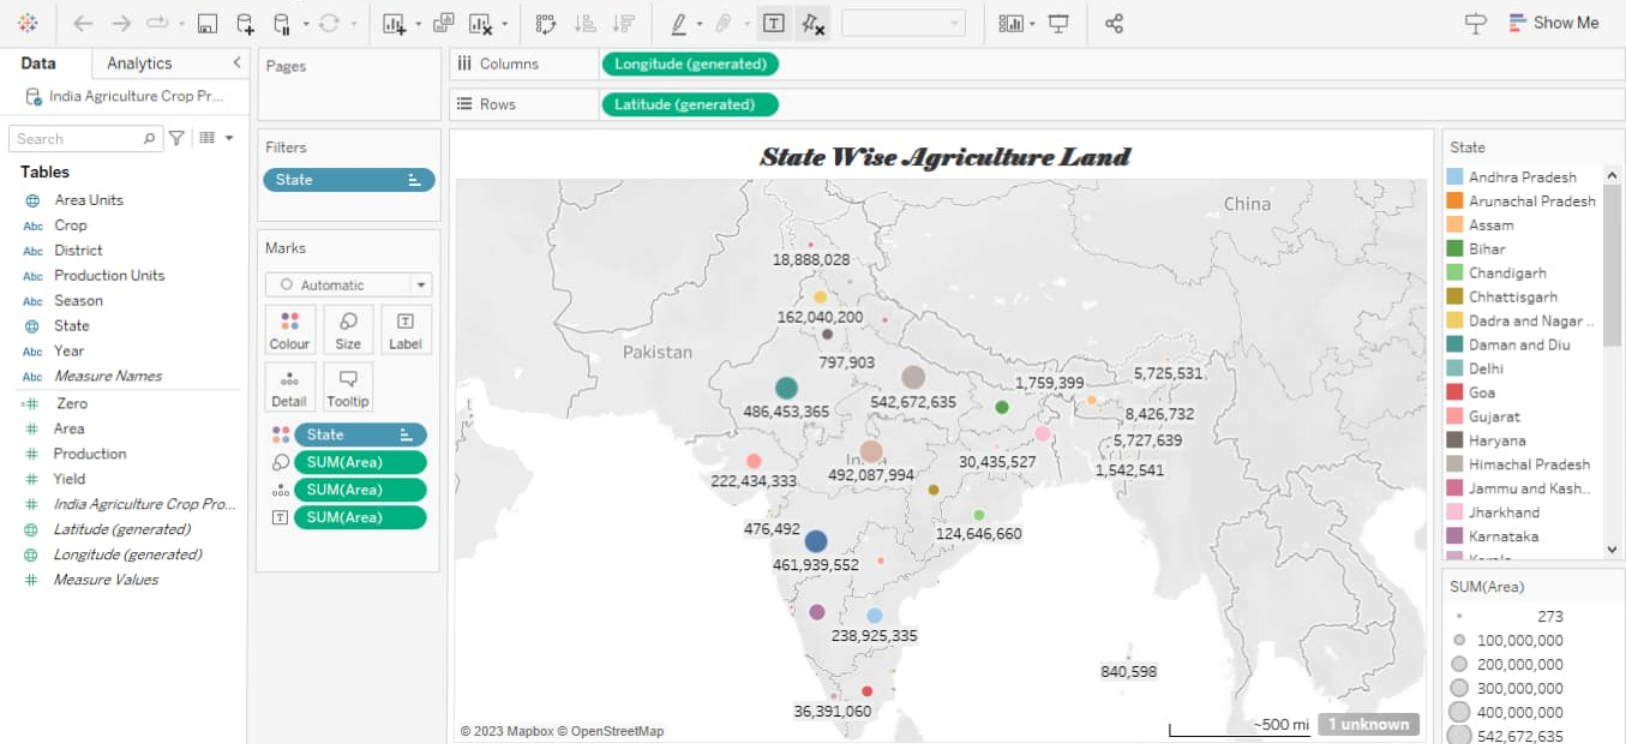 Show Me
Data
Analytics
India Agriculture Crop Pr...
Search
Tables
Area Units
Abc Crop
Abc District
Abc Production Units
Abc Season
State
Abc Year
Abc Measure Names
Zero
Area
Production
Yield
India Agriculture Crop Pro...
Latitude (generated)
Longitude (generated)
Measure Values
Pages
Filters
State
Marks
Automatic
Colour
Size
Label
Detail
Tooltip
State
SUM(Area)
SUM(Area)
SUM(Area)
Columns
Longitude (generated)
Rows
Latitude (generated)
State Wise Agriculture Land
China
18,888,028
162,040,200
Pakistan
797,903
1,759,399
5,725,531
486,453,365
542,672,635
8,426,732
5,727,639
30,435,527
1,542,541
222,434,333
492,087,994
476,492
124,646,660
461,939,552
238,925,335
840,598
36,391,060
© 2023 Mapbox © OpenStreetMap
~500 mi
1 unknown
State
Andhra Pradesh
Arunachal Pradesh
Assam
Bihar
Chandigarh
Chhattisgarh
Dadra and Nagar ..
Daman and Diu
Delhi
Goa
Gujarat
Haryana
Himachal Pradesh
Jammu and Kash..
Jharkhand
Karnataka
SUM(Area)
273
100,000,000
200,000,000
300,000,000
400,000,000
542,672,635